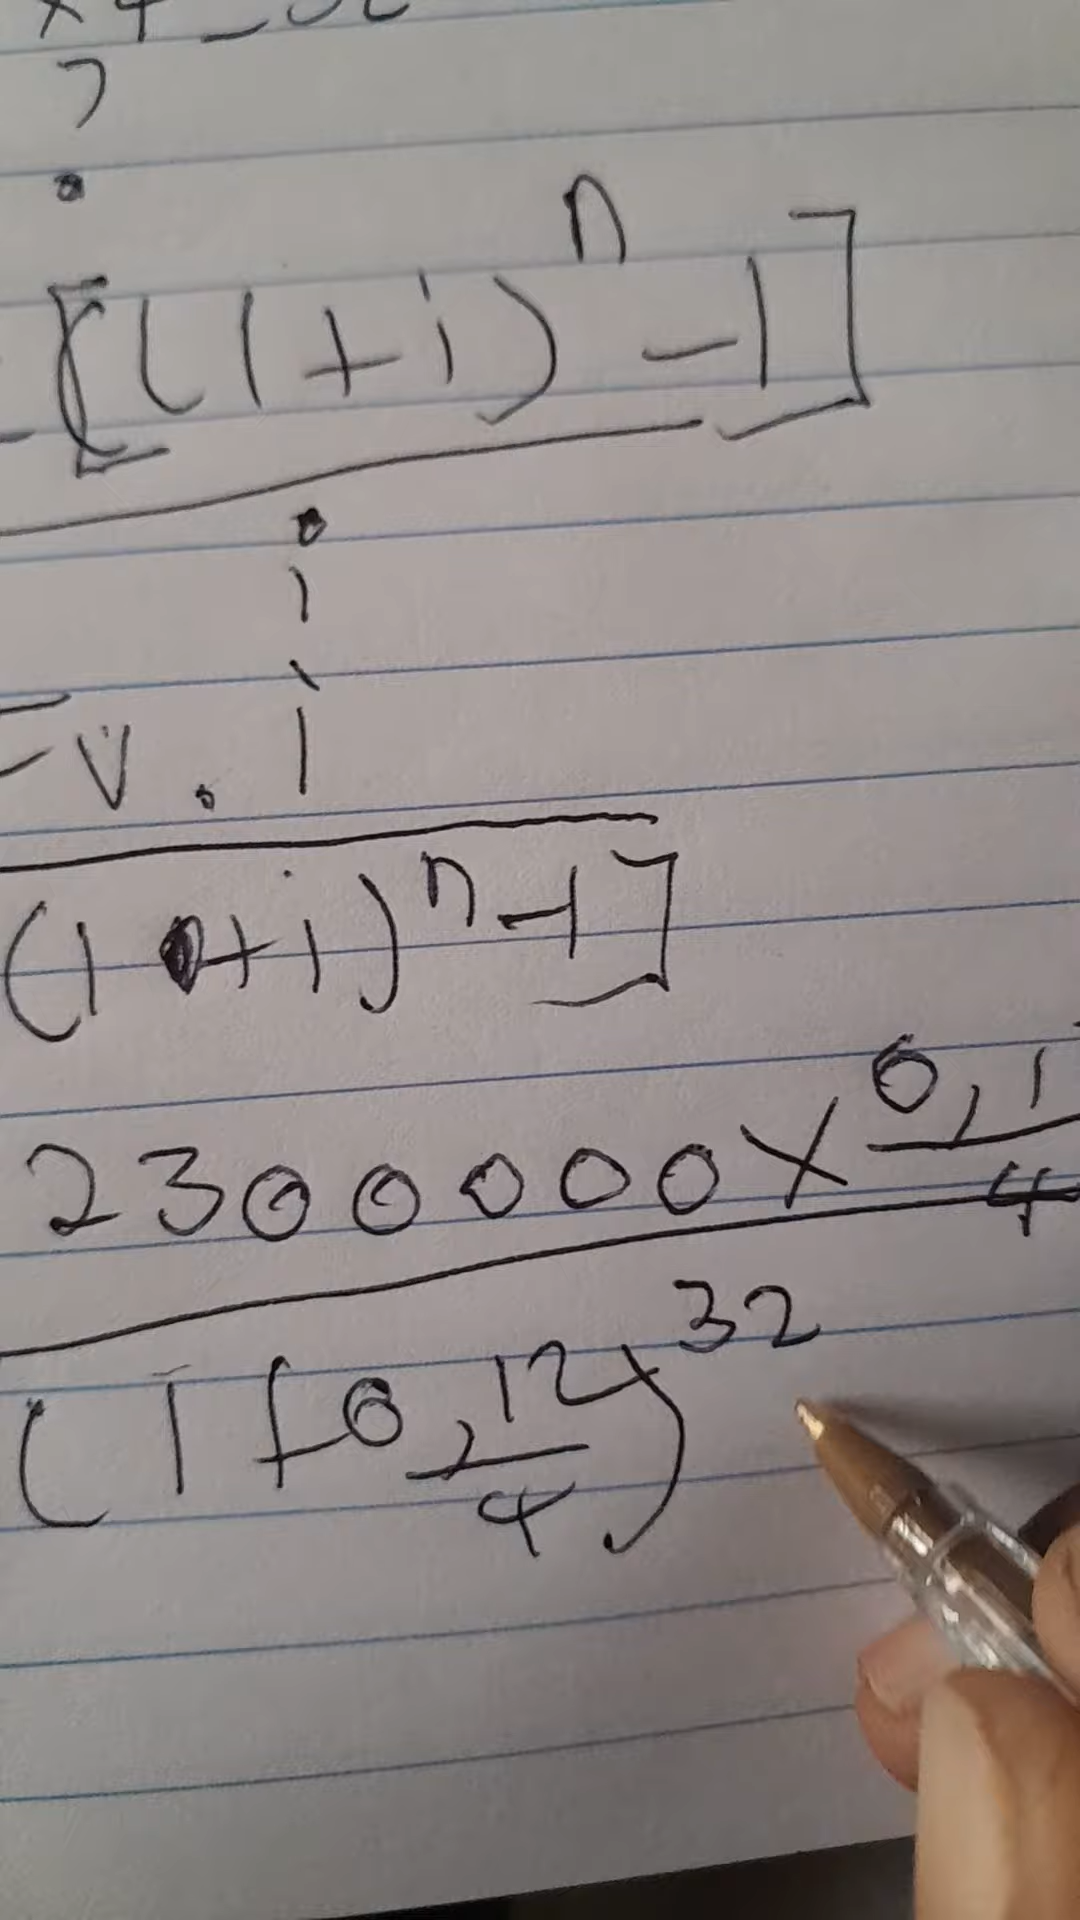 ?
[(1+i)^n -1]
i
Fv . i
(1+i)^n -1]
2300000 x 0,1
4
(1+0,12)^32
4